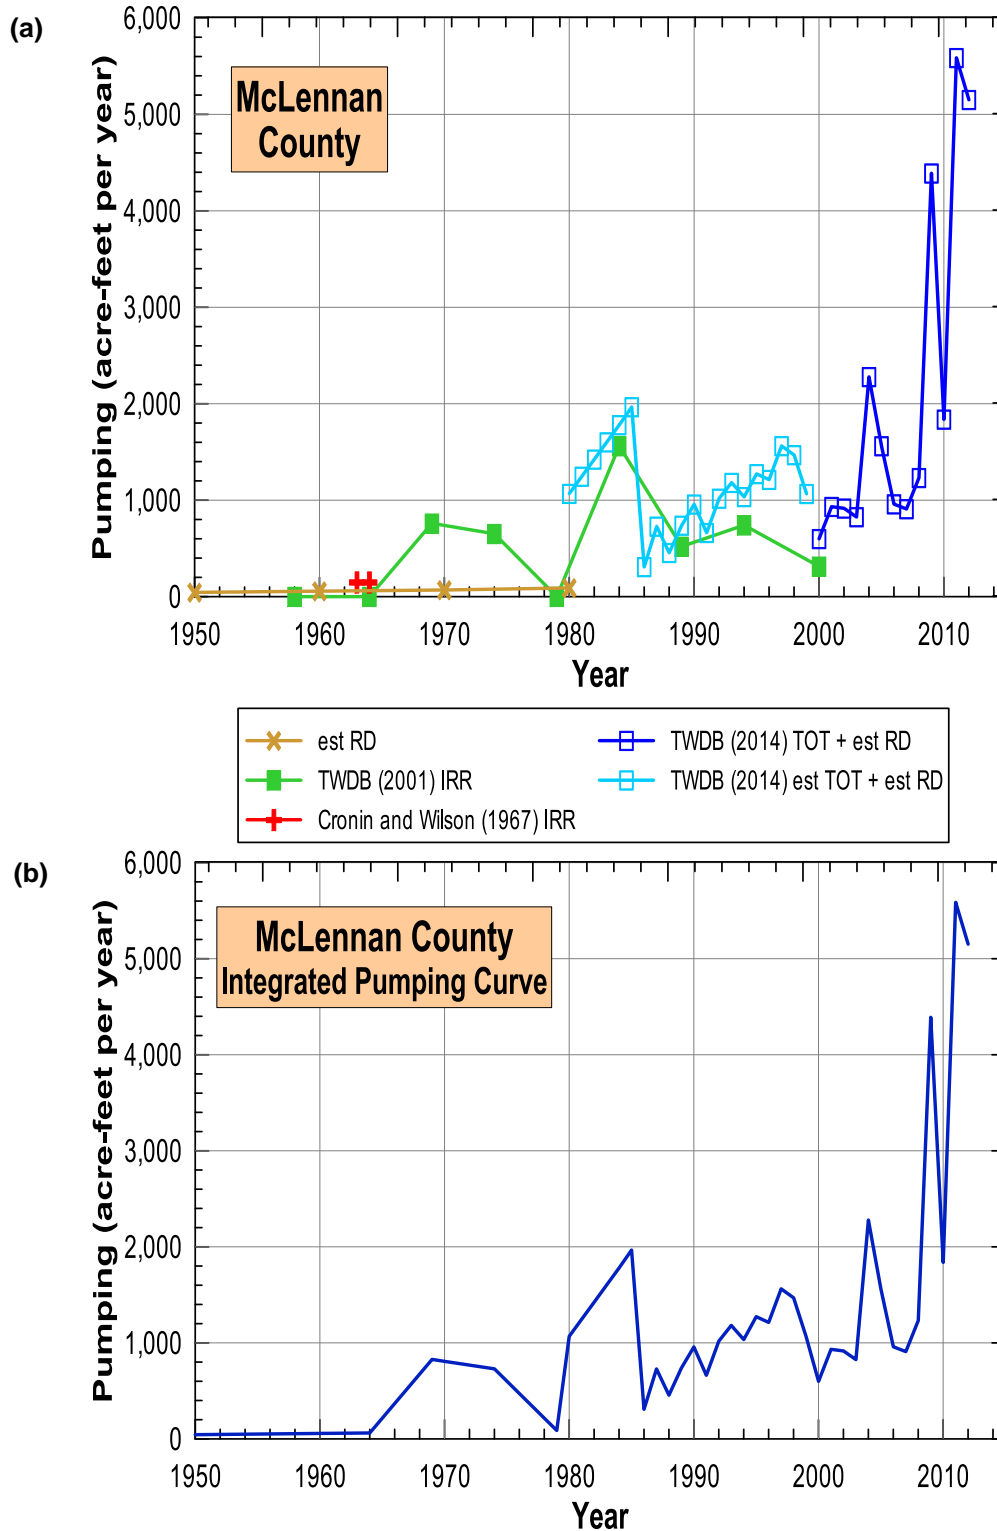 (a)
McLennan
County
Pumping (acre-feet per year)
6,000
5,000
4,000
3,000
2,000
1,000
0
1950 1960 1970 1980 1990 2000 2010
Year
est RD
TWDB (2001) IRR
Cronin and Wilson (1967) IRR
TWDB (2014) TOT + est RD
TWDB (2014) est TOT + est RD
(b)
McLennan County
Integrated Pumping Curve
Pumping (acre-feet per year)
6,000
5,000
4,000
3,000
2,000
1,000
0
1950 1960 1970 1980 1990 2000 2010
Year